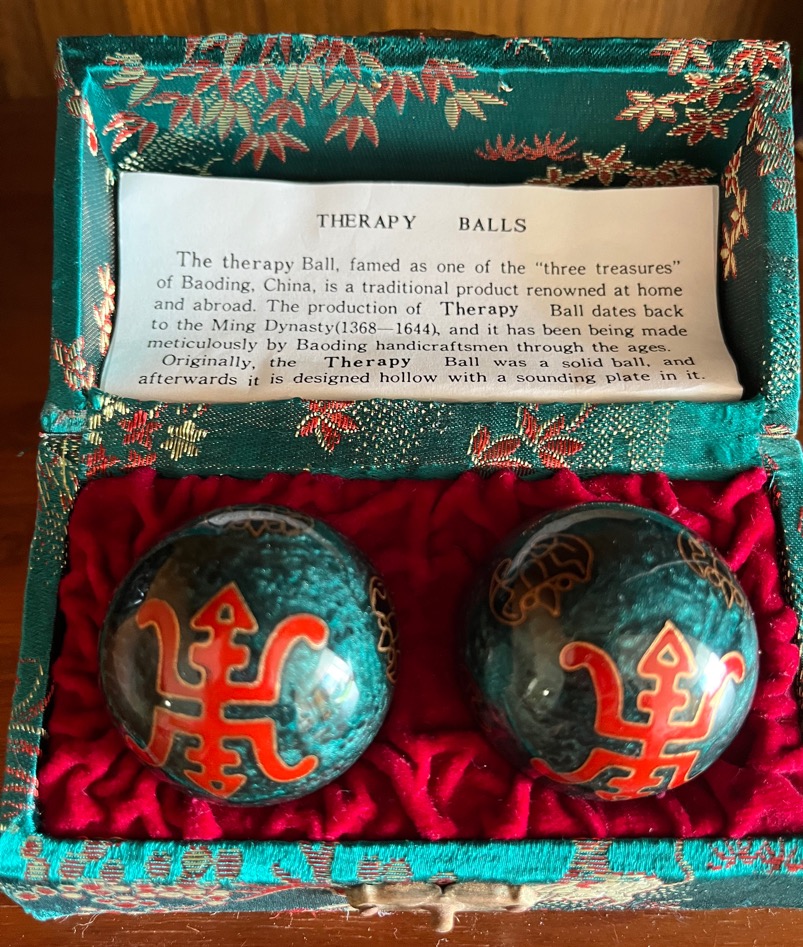 THERAPY BALLS
The therapy Ball, famed as one of the “three treasures”
of Baoding, China, is a traditional product renowned at home
and abroad. The production of Therapy Ball dates back
to the Ming Dynasty(1368—1644), and it has been being made
meticulously by Baoding handicraftsmen through the ages.
Originally, the Therapy Ball was a solid ball, and
afterwards it is designed hollow with a sounding plate in it.